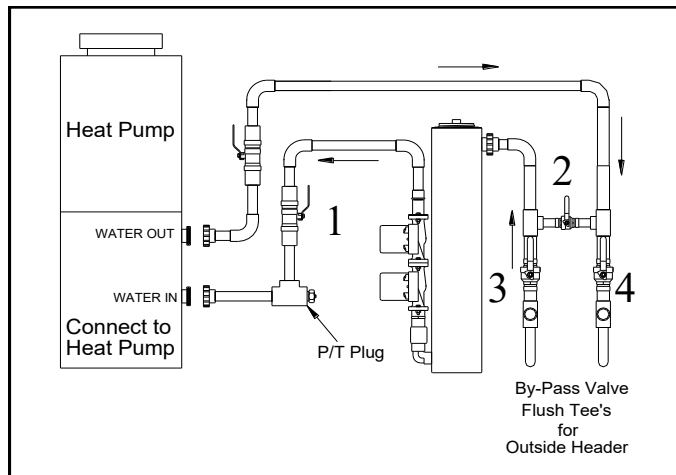 Heat Pump
WATER OUT
WATER IN
Connect to
Heat Pump
P/T Plug
1
2
3
4
By-Pass Valve
Flush Tee's
for
Outside Header